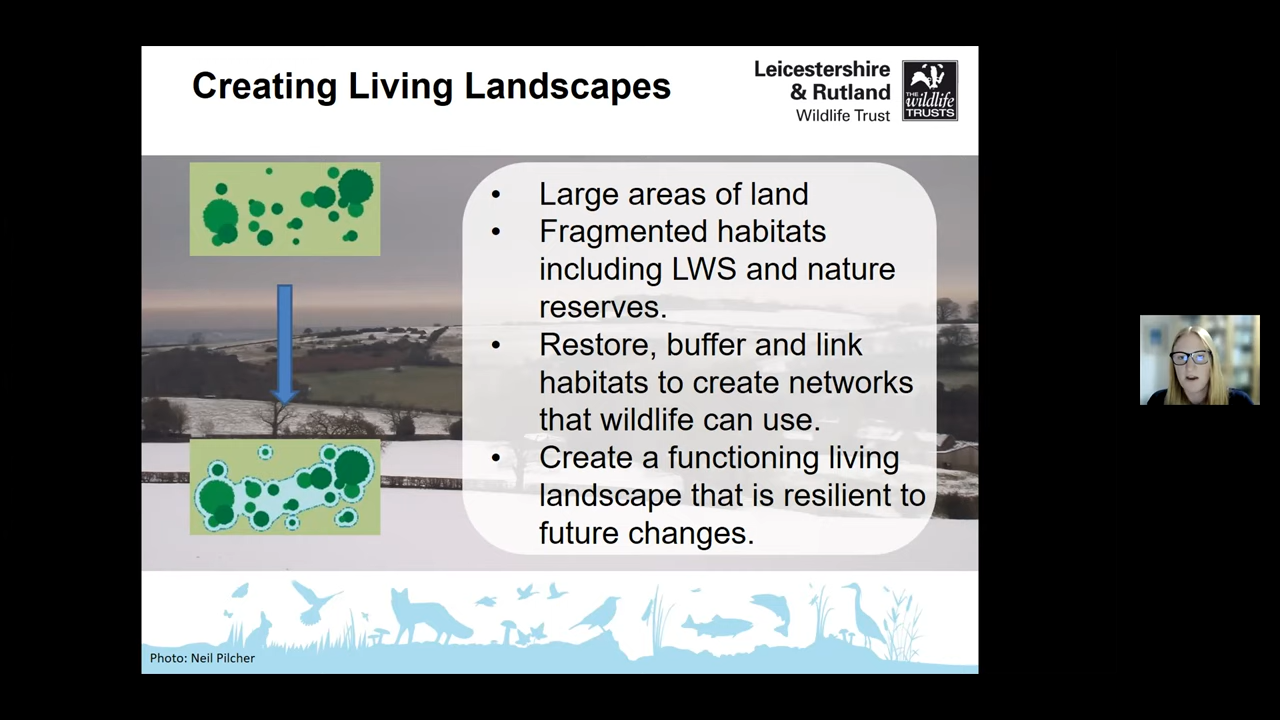 Creating Living Landscapes
Leicestershire
& Rutland
Wildlife Trust
THE
wildlife
TRUSTS
• Large areas of land
• Fragmented habitats
including LWS and nature
reserves.
• Restore, buffer and link
habitats to create networks
that wildlife can use.
• Create a functioning living
landscape that is resilient to
future changes.
Photo: Neil Pilcher